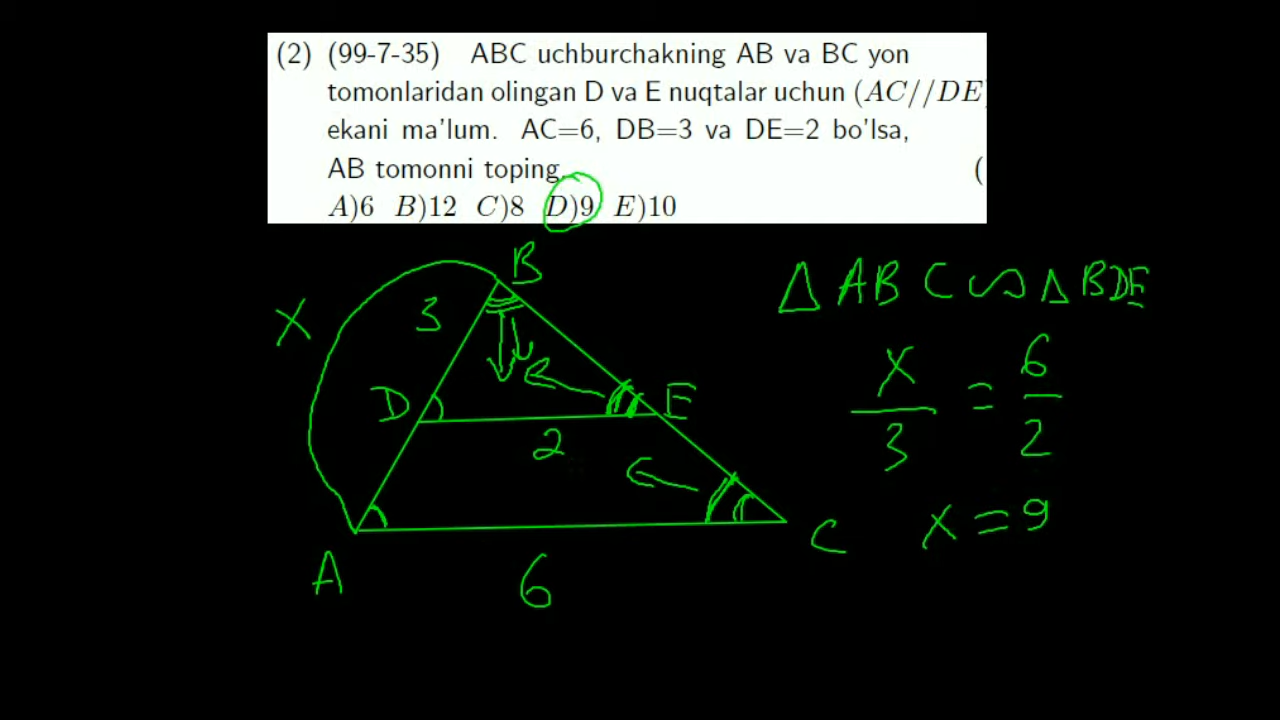 (2) (99-7-35) ABC uchburchakning AB va BC yon
tomonlaridan olingan D va E nuqtalar uchun (AC//DE)
ekani ma'lum. AC=6, DB=3 va DE=2 bo'lsa,
AB tomonni toping. (
A)6 B)12 C)8 D)9 E)10
B
3
X
D
E
2
A
6
C
Δ ABC ∽ Δ BDE
x/3 = 6/2
x = 9